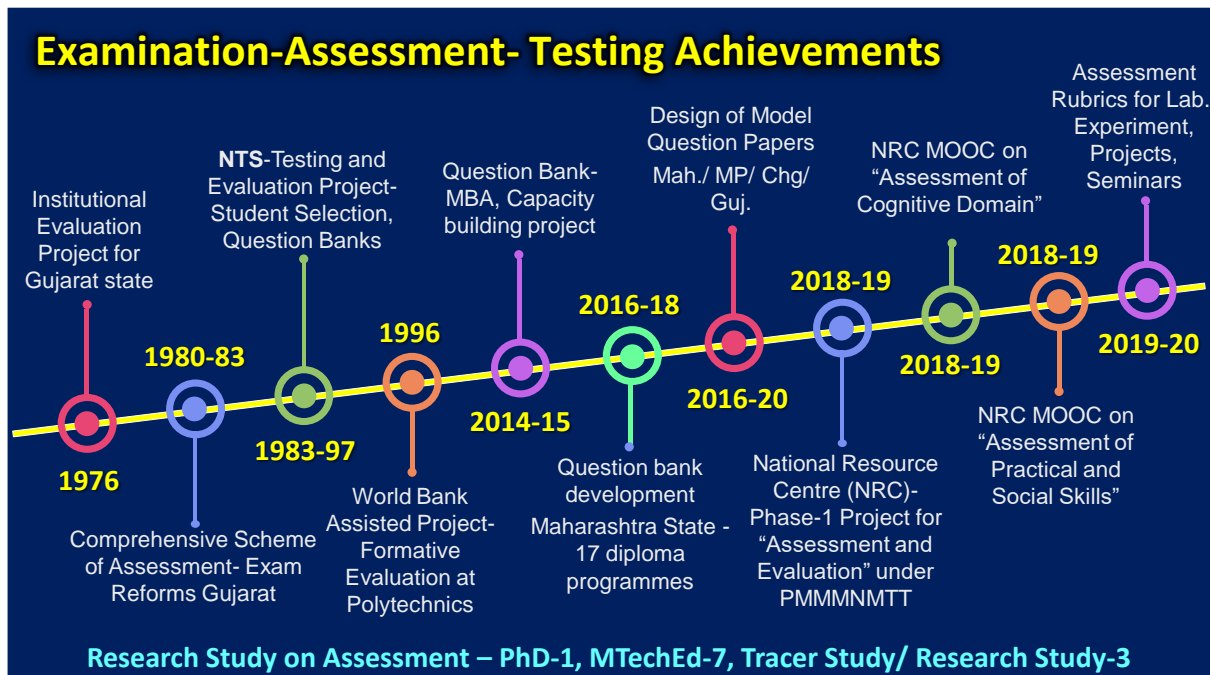 Examination-Assessment- Testing Achievements
Institutional
Evaluation
Project for
Gujarat state
1976
1980-83
Comprehensive Scheme
of Assessment- Exam
Reforms Gujarat
NTS-Testing and
Evaluation Project-
Student Selection,
Question Banks
1983-97
1996
World Bank
Assisted Project-
Formative
Evaluation at
Polytechnics
Question Bank-
MBA, Capacity
building project
2014-15
2016-18
Question bank
development
Maharashtra State -
17 diploma
programmes
Design of Model
Question Papers
Mah./ MP/ Chg/
Guj.
2016-20
2018-19
National Resource
Centre (NRC)-
Phase-1 Project for
“Assessment and
Evaluation” under
PMMMNMTT
NRC MOOC on
“Assessment of
Cognitive Domain”
2018-19
2018-19
NRC MOOC on
“Assessment of
Practical and
Social Skills”
Assessment
Rubrics for Lab.
Experiment,
Projects,
Seminars
2019-20
Research Study on Assessment – PhD-1, MTechEd-7, Tracer Study/ Research Study-3